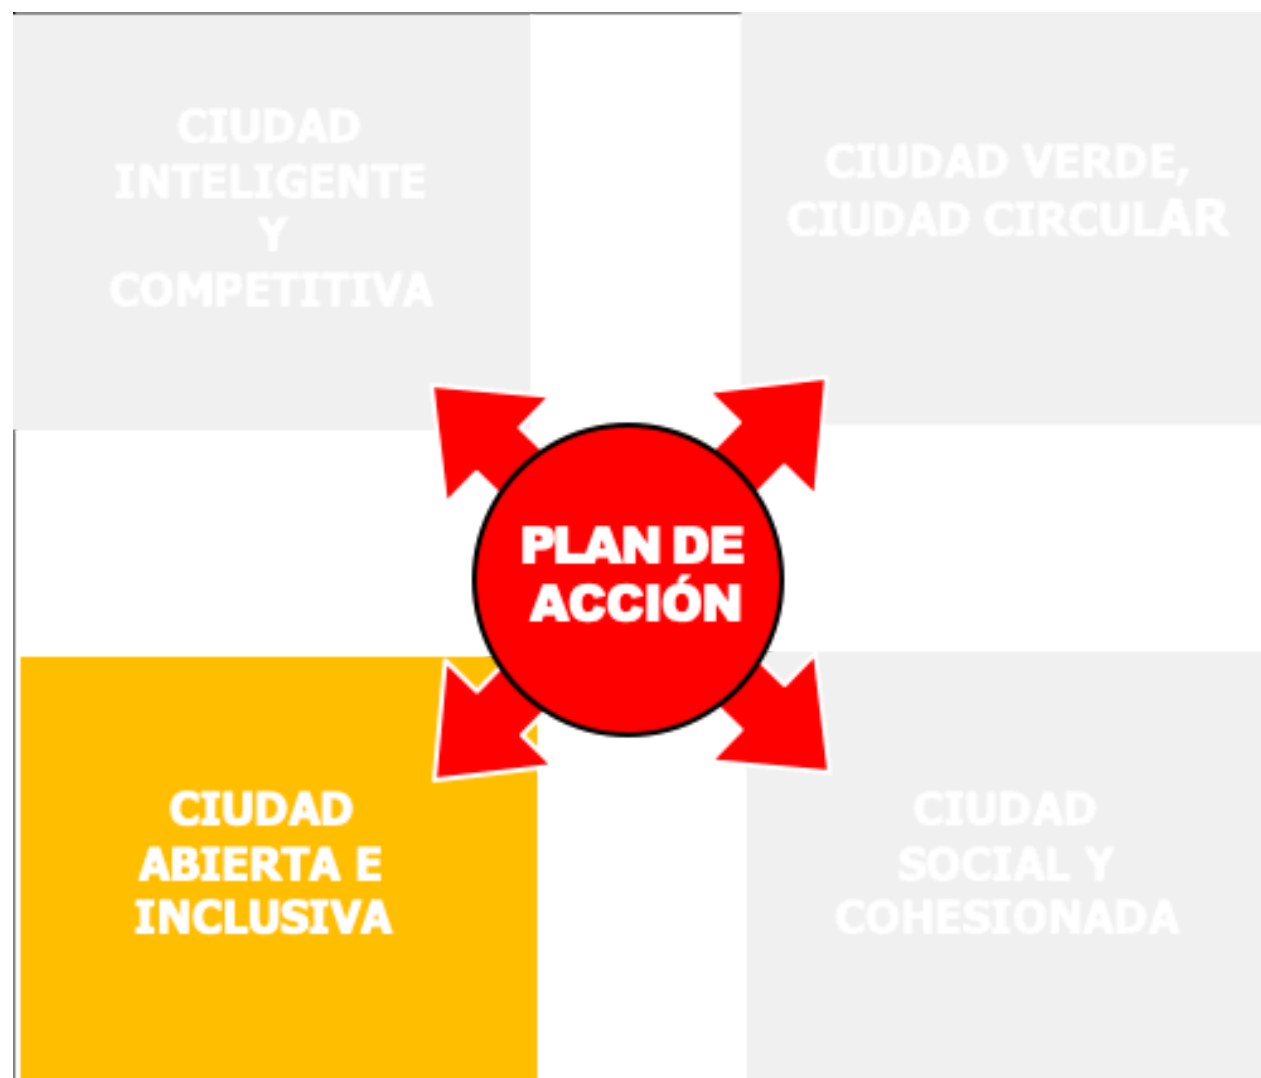 CIUDAD
INTELIGENTE
Y
COMPETITIVA
CIUDAD VERDE,
CIUDAD CIRCULAR
PLAN DE
ACCIÓN
CIUDAD
ABIERTA E
INCLUSIVA
CIUDAD
SOCIAL Y
COHESIONADA